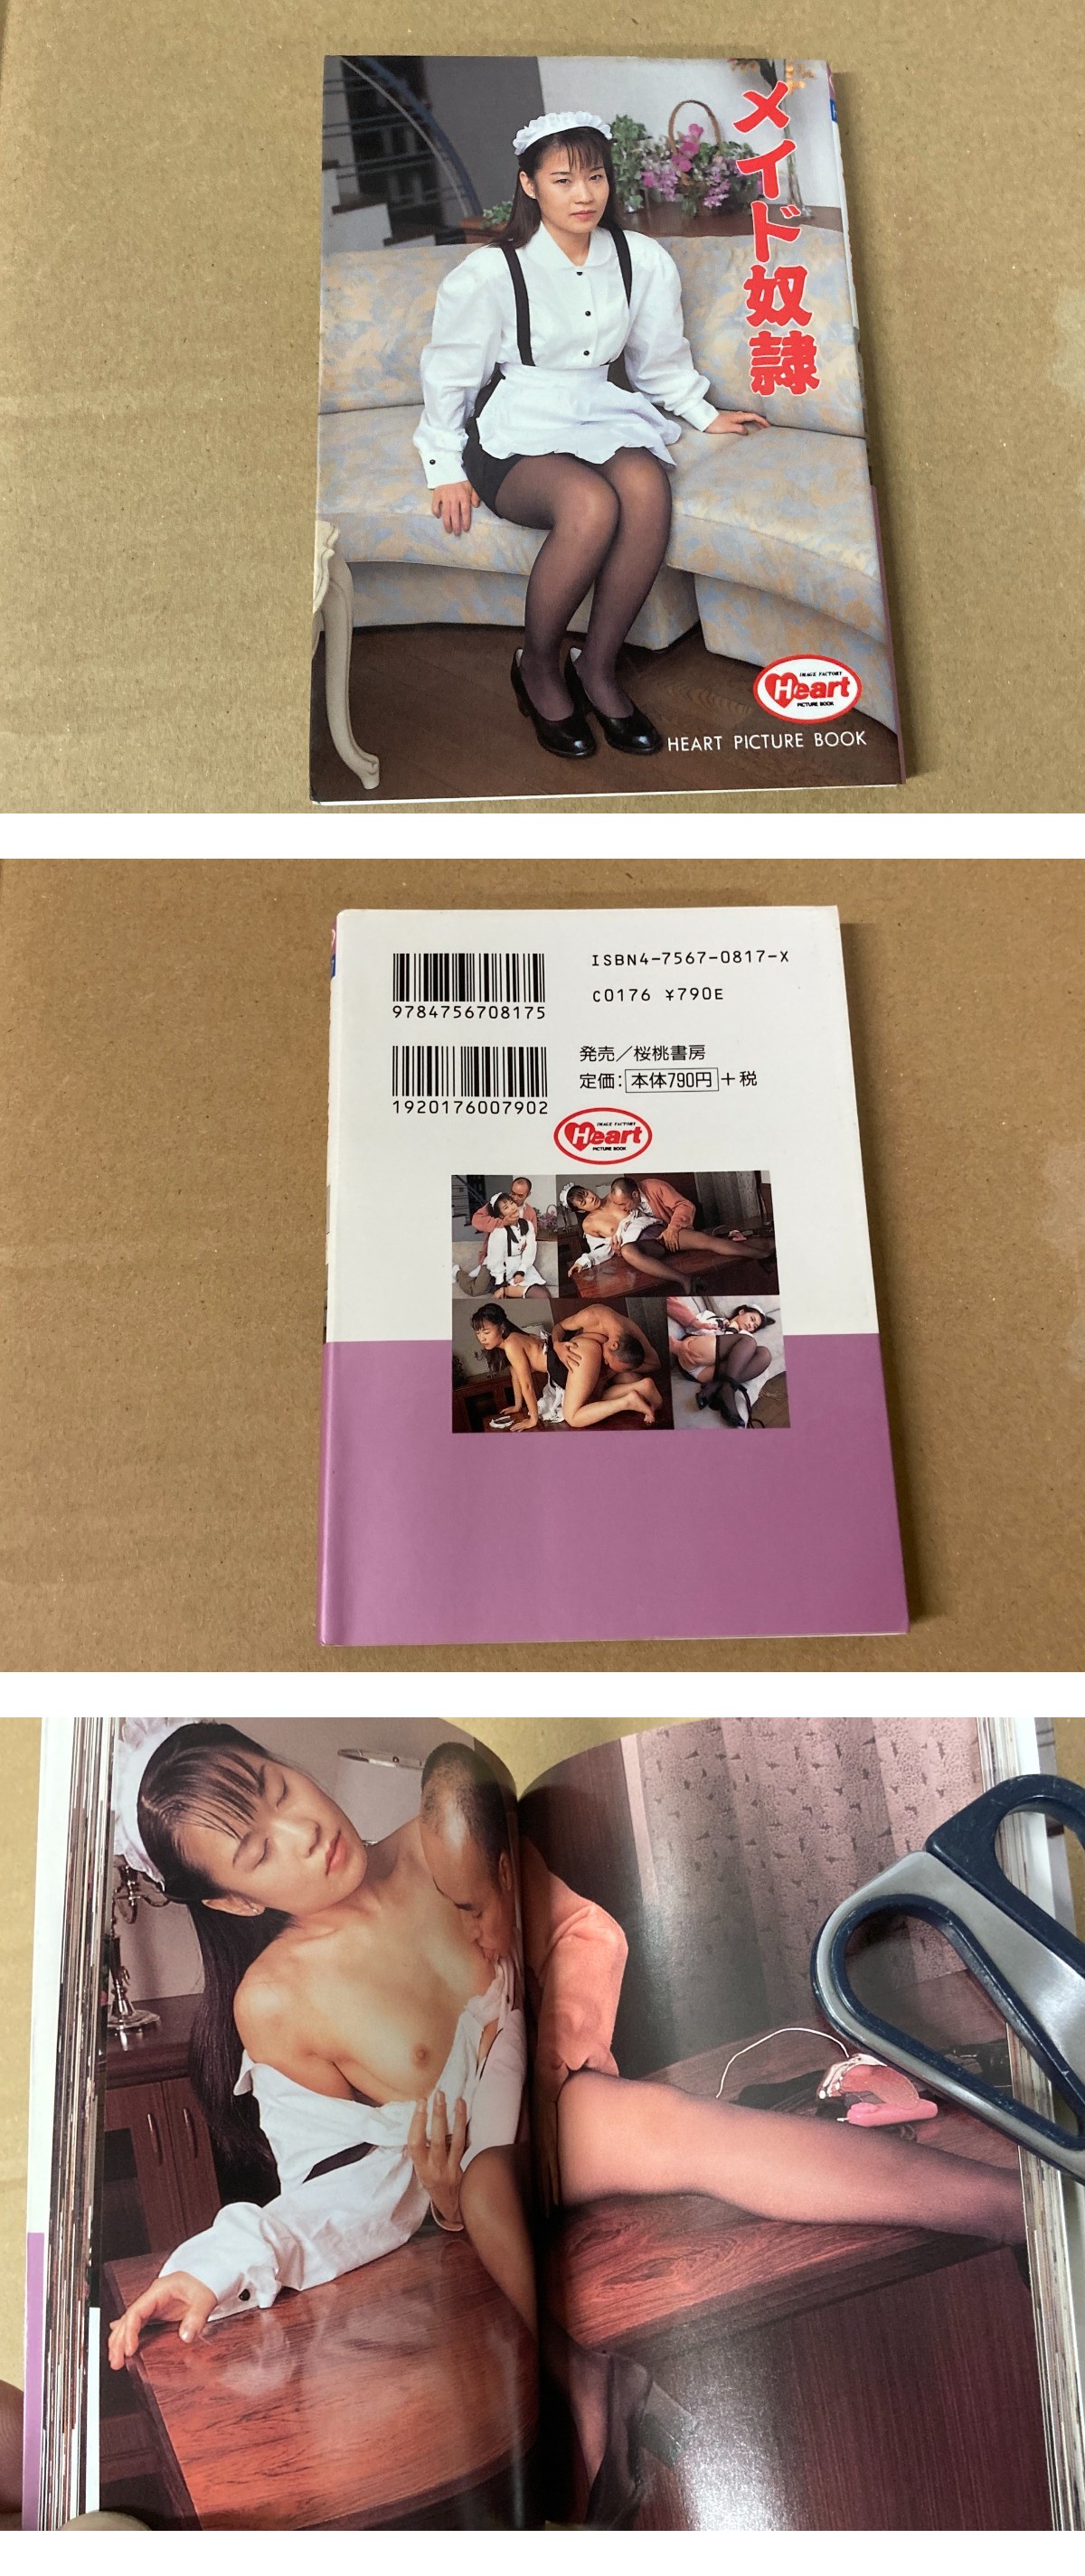 メイド奴隷
IMAGE FACTORY
Heart
PICTURE BOOK
HEART PICTURE BOOK
9784756708175
ISBN4-7567-0817-X
C0176 ¥790E
1920176007902
発売/桜桃書房
定価:本体790円+税
IMAGE FACTORY
Heart
PICTURE BOOK